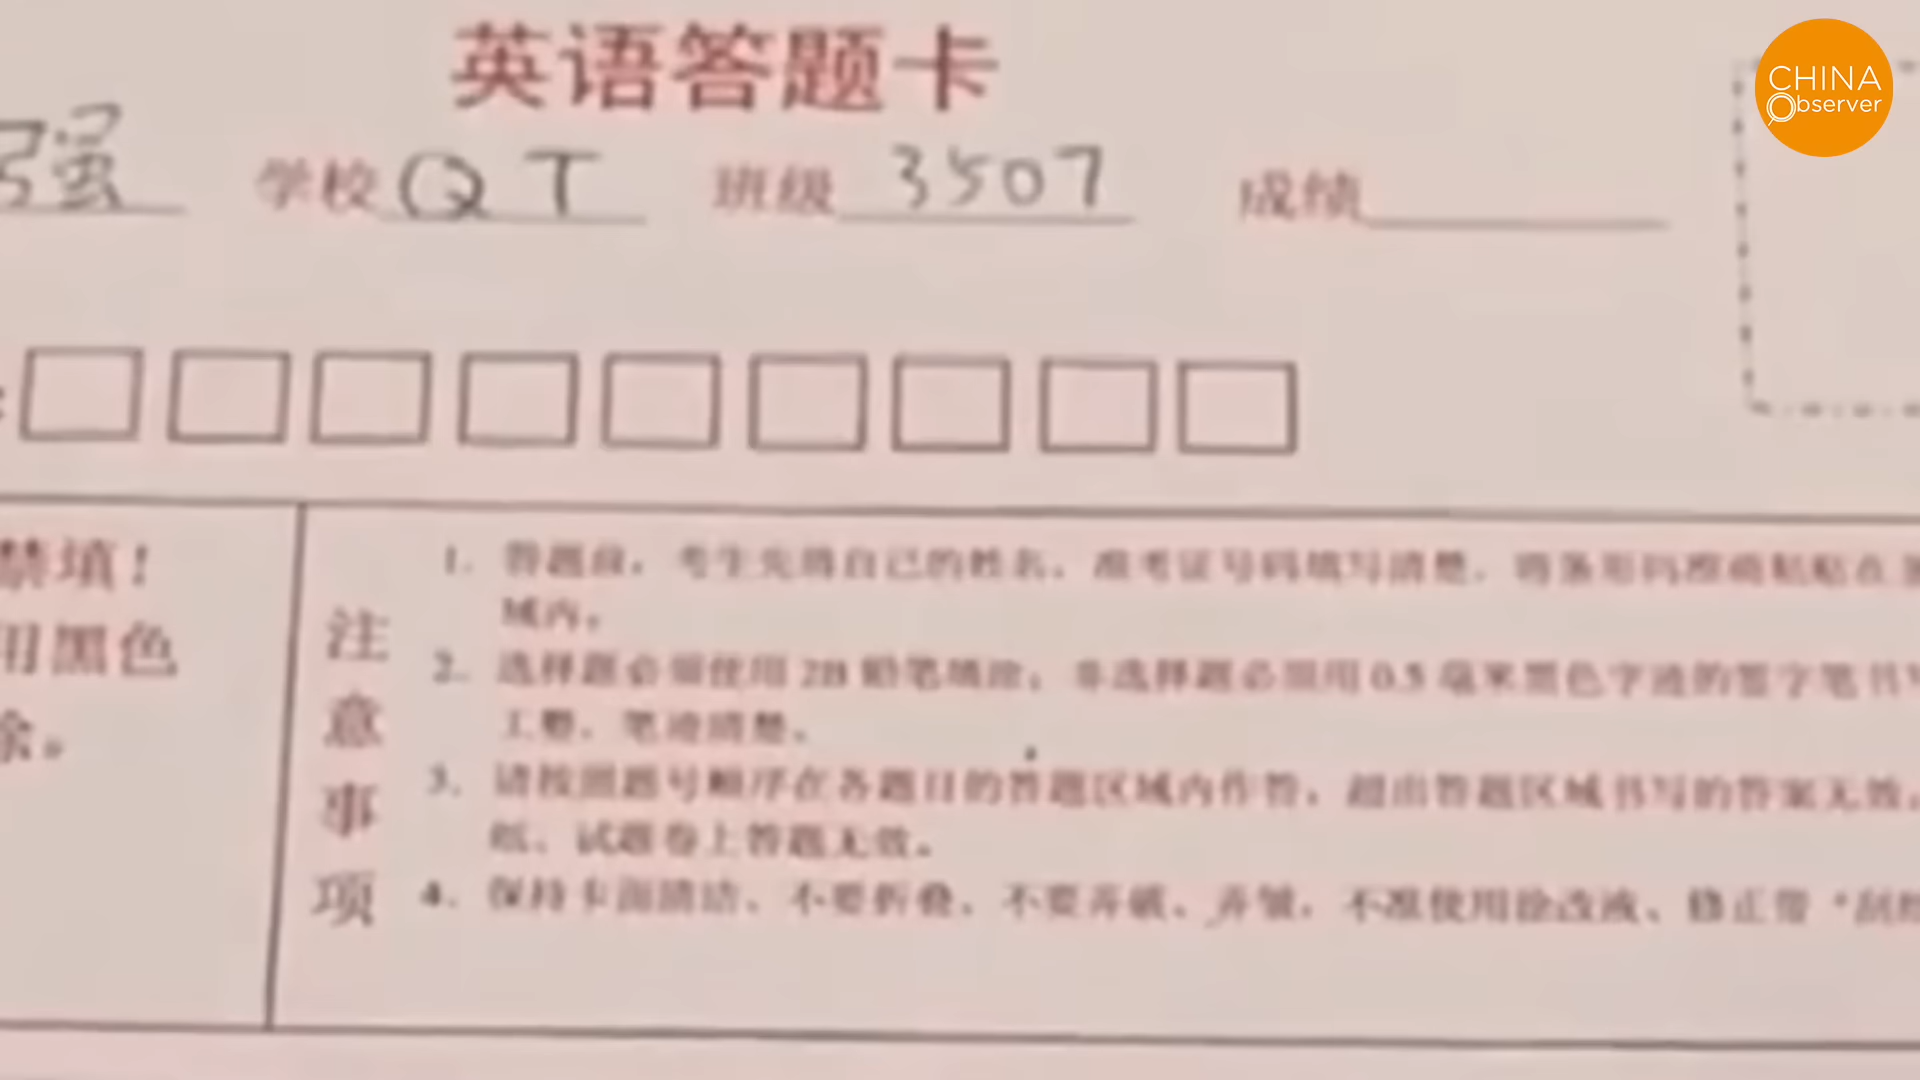 英语答题卡
CHINA
Observer
强 学校 QT 班级 3507 成绩
禁填！
用黑色
涂。
注意事项
1. 答题前，考生先将自己的姓名、准考证号码填写清楚，将条形码准确粘贴在条
域内。
2. 选择题必须使用 2B 铅笔填涂；非选择题必须用 0.5 毫米黑色字迹的签字笔书写
工整、笔迹清楚。
3. 请按照题号顺序在各题目的答题区域内作答，超出答题区域书写的答案无效；
纸、试题卷上答题无效。
4. 保持卡面清洁、不要折叠、不要弄破、弄皱，不准使用涂改液、修正带、刮纸